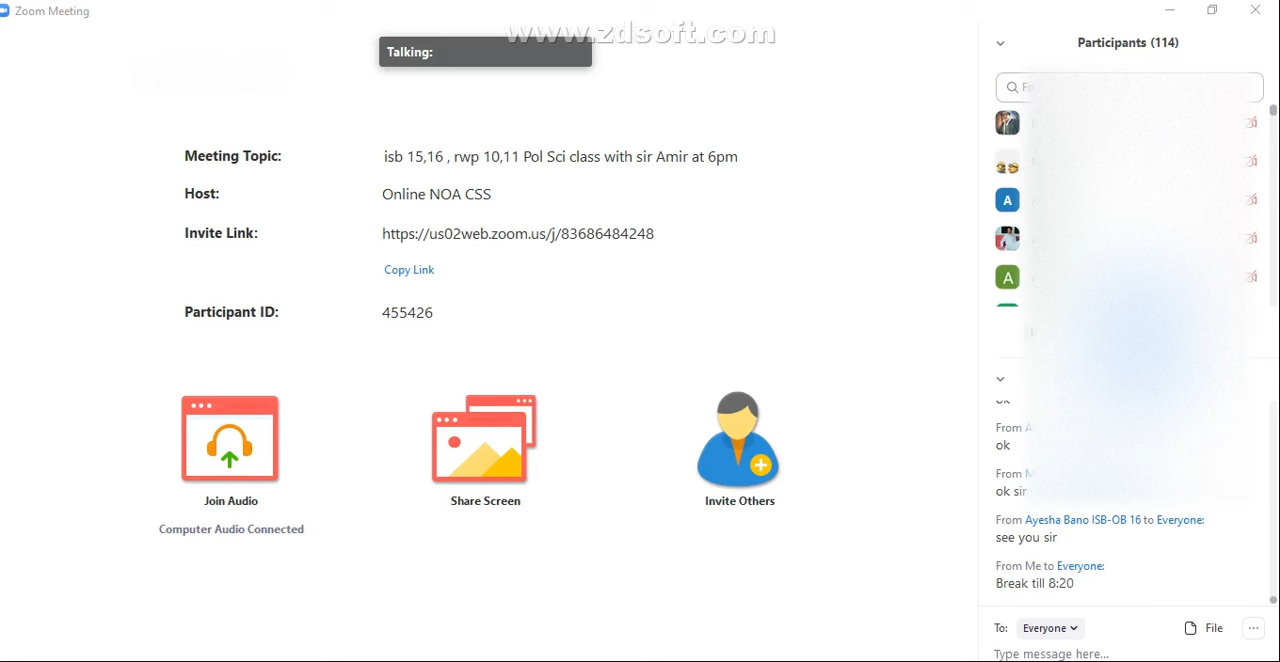 Zoom Meeting
www.zdsoft.com
Talking:
Participants (114)
Meeting Topic: isb 15,16 , rwp 10,11 Pol Sci class with sir Amir at 6pm
Host: Online NOA CSS
Invite Link: https://us02web.zoom.us/j/83686484248
Copy Link
Participant ID: 455426
A
A
Join Audio
Share Screen
Invite Others
Computer Audio Connected
From
ok
From
ok sir
From Ayesha Bano ISB-OB 16 to Everyone:
see you sir
From Me to Everyone:
Break till 8:20
To: Everyone File ...
Type message here...